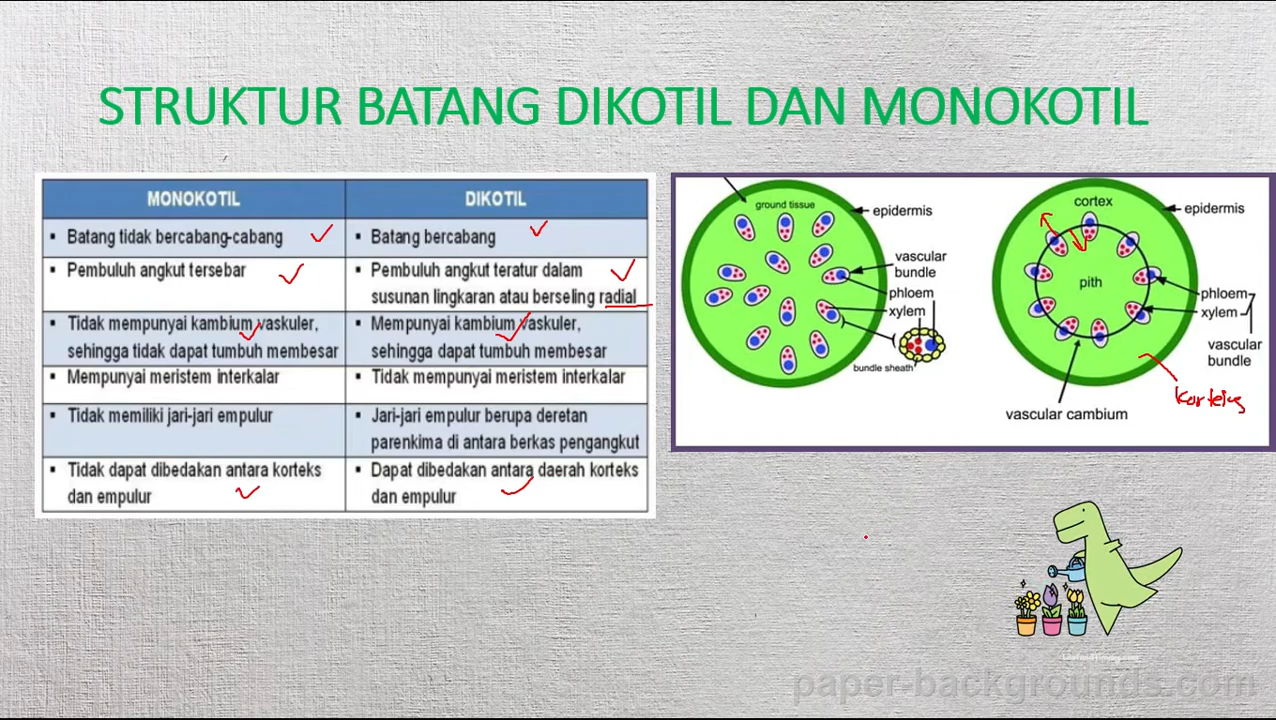 STRUKTUR BATANG DIKOTIL DAN MONOKOTIL
MONOKOTIL
DIKOTIL
▪ Batang tidak bercabang-cabang
▪ Batang bercabang
▪ Pembuluh angkut tersebar
▪ Pembuluh angkut teratur dalam
susunan lingkaran atau berseling radial
▪ Tidak mempunyai kambium vaskuler,
sehingga tidak dapat tumbuh membesar
▪ Mempunyai kambium vaskuler,
sehingga dapat tumbuh membesar
▪ Mempunyai meristem interkalar
▪ Tidak mempunyai meristem interkalar
▪ Tidak memiliki jari-jari empulur
▪ Jari-jari empulur berupa deretan
parenkima di antara berkas pengangkut
▪ Tidak dapat dibedakan antara korteks
dan empulur
▪ Dapat dibedakan antara daerah korteks
dan empulur
ground tissue
epidermis
vascular
bundle
phloem
xylem
bundle sheath
cortex
epidermis
pith
phloem
xylem
vascular
bundle
vascular cambium
Korteks
paper-backgrounds.com